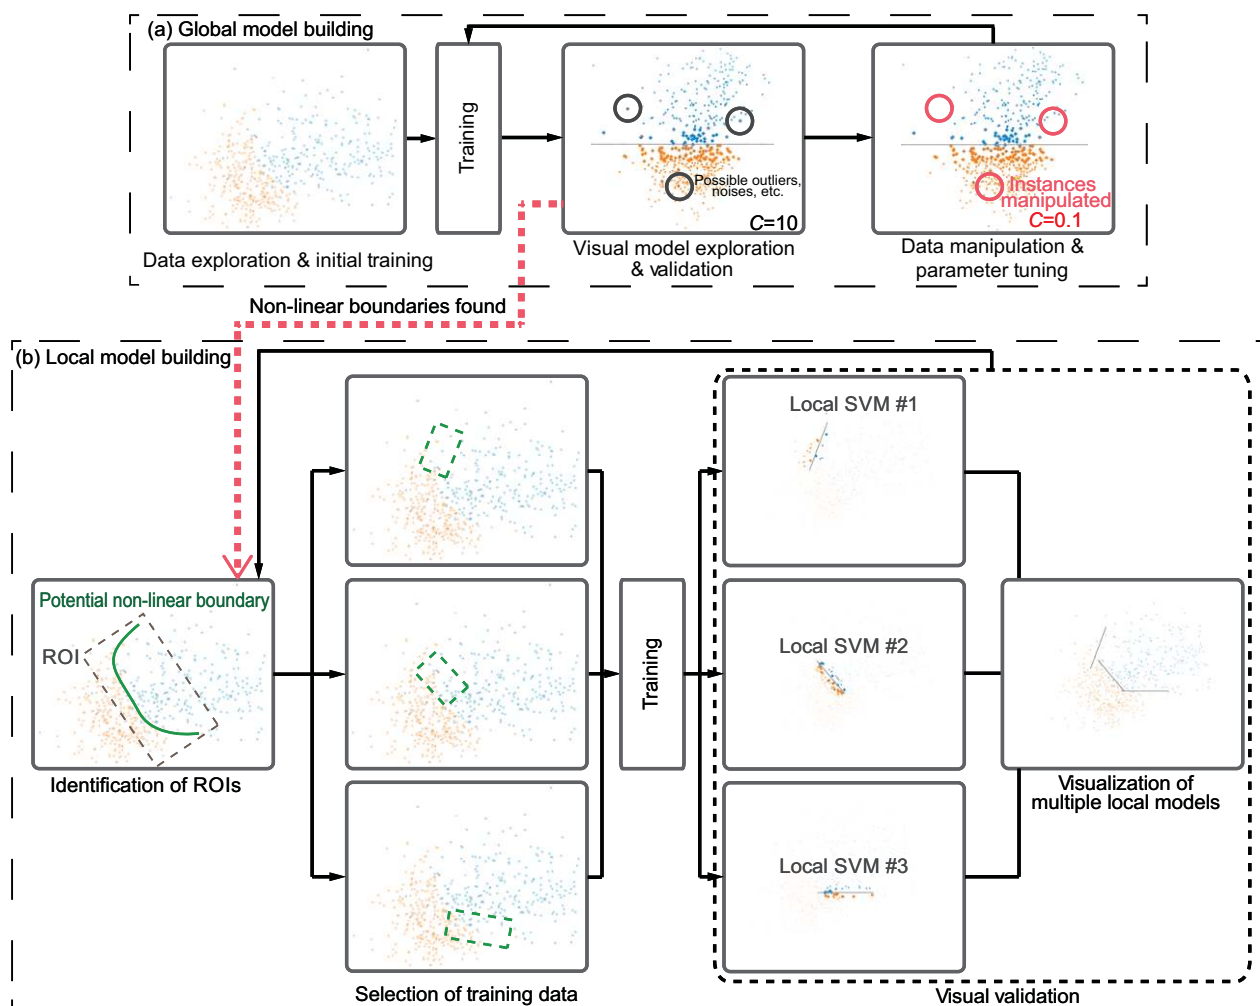 (a) Global model building
Training
Possible outliers,
noises, etc.
C=10
Instances
manipulated
C=0.1
Data exploration & initial training
Visual model exploration
& validation
Data manipulation &
parameter tuning
Non-linear boundaries found
(b) Local model building
Potential non-linear boundary
ROI
Identification of ROIs
Selection of training data
Training
Local SVM #1
Local SVM #2
Local SVM #3
Visualization of
multiple local models
Visual validation